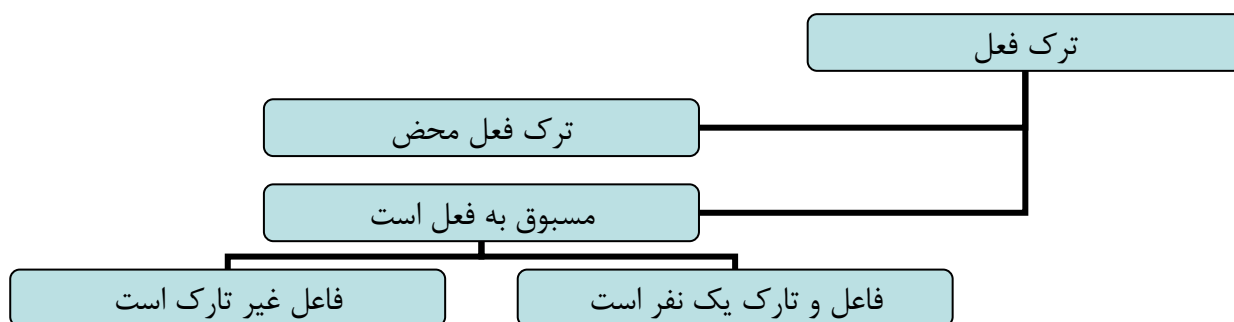 ترک فعل
ترک فعل محض
مسبوق به فعل است
فاعل و تارک یک نفر است
فاعل غیر تارک است